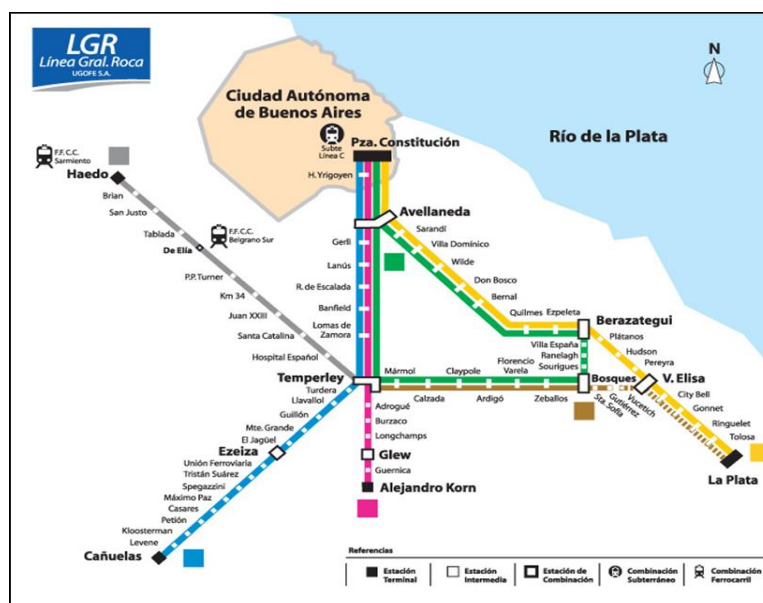 LGR
Línea Gral. Roca
UGOFE S.A.
N
Ciudad Autónoma
de Buenos Aires
Río de la Plata
Subte
Línea C
Pza. Constitución
F.F.C.C.
Sarmiento
Haedo
H. Yrigoyen
Brian
San Justo
Avellaneda
Tablada
F.F.C.C.
Belgrano Sur
Sarandí
De Elía
Gerli
Villa Domínico
Wilde
Lanús
P.P. Turner
Don Bosco
R. de Escalada
Km 34
Bernal
Banfield
Juan XXIII
Quilmes
Ezpeleta
Berazategui
Lomas de
Zamora
Santa Catalina
Plátanos
Villa España
Hospital Español
Ranelagh
Hudson
Sourigues
Pereyra
Mármol
Claypole
Florencio
Varela
Temperley
Bosques
V. Elisa
Turdera
Calzada
Ardigó
Zeballos
Sta. Sofía
Gutiérrez
Vucetich
City Bell
Llavallol
Adrogué
Gonnet
Guillón
Burzaco
Ringuelet
Mte. Grande
Longchamps
Tolosa
El Jagüel
Ezeiza
Glew
Unión Ferroviaria
Guernica
La Plata
Tristán Suárez
Alejandro Korn
Spegazzini
Máximo Paz
Casares
Petión
Kloosterman
Levene
Cañuelas
Referencias
Estación
Terminal
Estación
Intermedia
Estación de
Combinación
Combinación
Subterráneo
Combinación
Ferrocarril